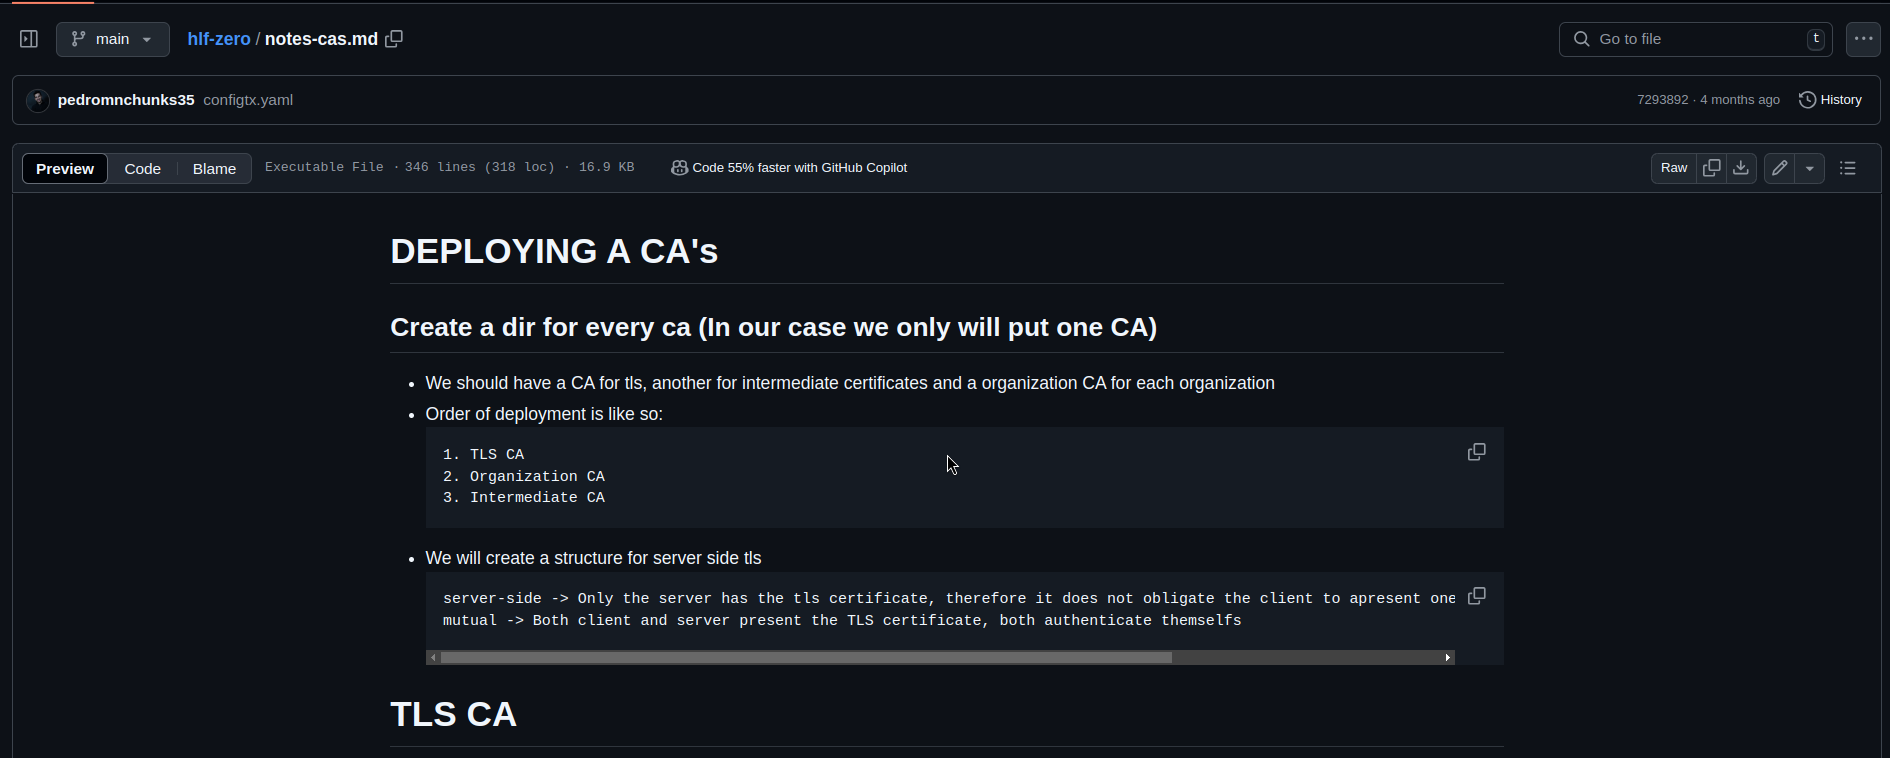 main
hlf-zero / notes-cas.md
Go to file
t
pedromnchunks35 configtx.yaml
7293892 · 4 months ago
History
Preview
Code
Blame
Executable File · 346 lines (318 loc) · 16.9 KB
Code 55% faster with GitHub Copilot
Raw
DEPLOYING A CA's
Create a dir for every ca (In our case we only will put one CA)
• We should have a CA for tls, another for intermediate certificates and a organization CA for each organization
• Order of deployment is like so:
1. TLS CA
2. Organization CA
3. Intermediate CA
• We will create a structure for server side tls
server-side -> Only the server has the tls certificate, therefore it does not obligate the client to apresent one
mutual -> Both client and server present the TLS certificate, both authenticate themselfs
TLS CA